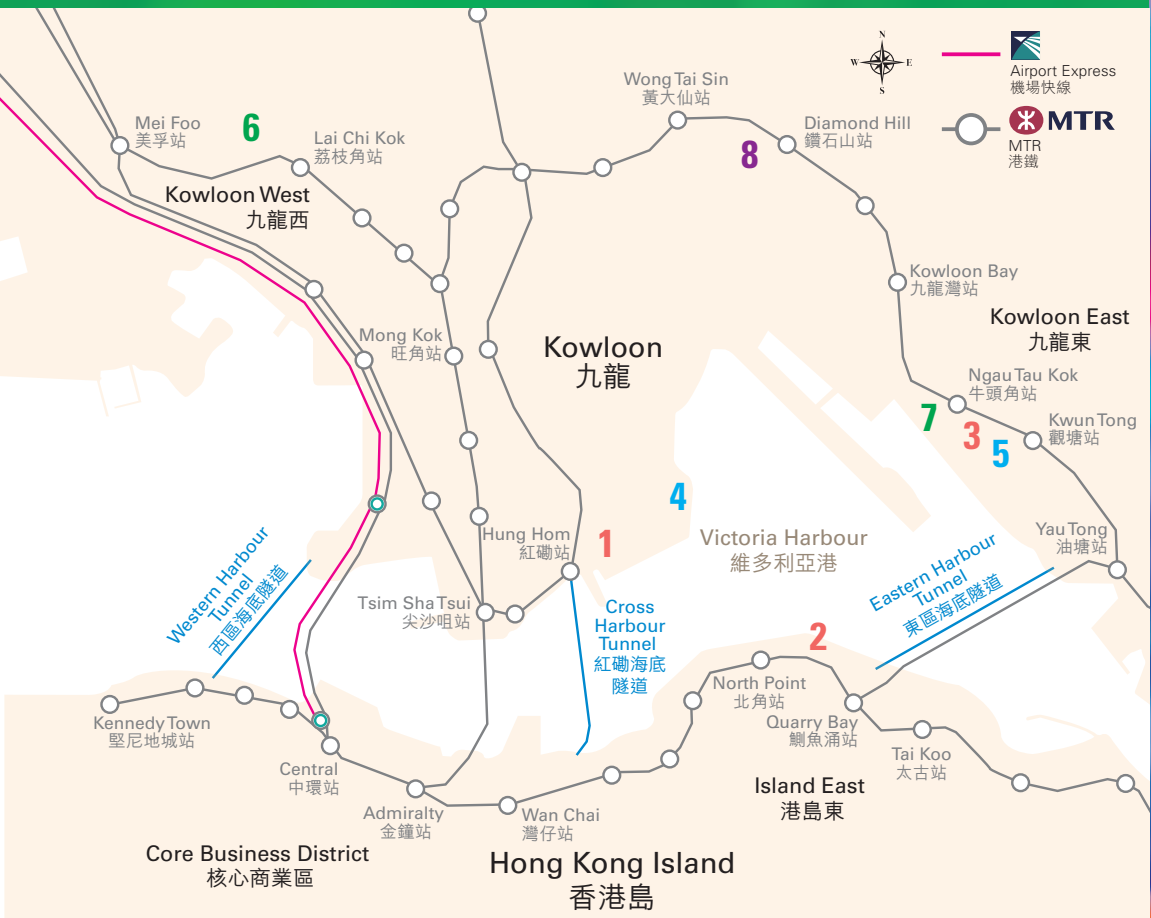 N
W
E
S
Airport Express
機場快線
MTR
MTR
港鐵
Wong Tai Sin
黃大仙站
Diamond Hill
鑽石山站
8
Mei Foo
美孚站
6
Lai Chi Kok
荔枝角站
Kowloon West
九龍西
Kowloon Bay
九龍灣站
Kowloon East
九龍東
Mong Kok
旺角站
Kowloon
九龍
Ngau Tau Kok
牛頭角站
7
3
5
Kwun Tong
觀塘站
4
Hung Hom
紅磡站
1
Victoria Harbour
維多利亞港
Yau Tong
油塘站
Western Harbour
Tunnel
西區海底隧道
Eastern Harbour
Tunnel
東區海底隧道
Tsim Sha Tsui
尖沙咀站
Cross
Harbour
Tunnel
紅磡海底
隧道
2
North Point
北角站
Kennedy Town
堅尼地城站
Quarry Bay
鰂魚涌站
Tai Koo
太古站
Central
中環站
Island East
港島東
Admiralty
金鐘站
Wan Chai
灣仔站
Core Business District
核心商業區
Hong Kong Island
香港島